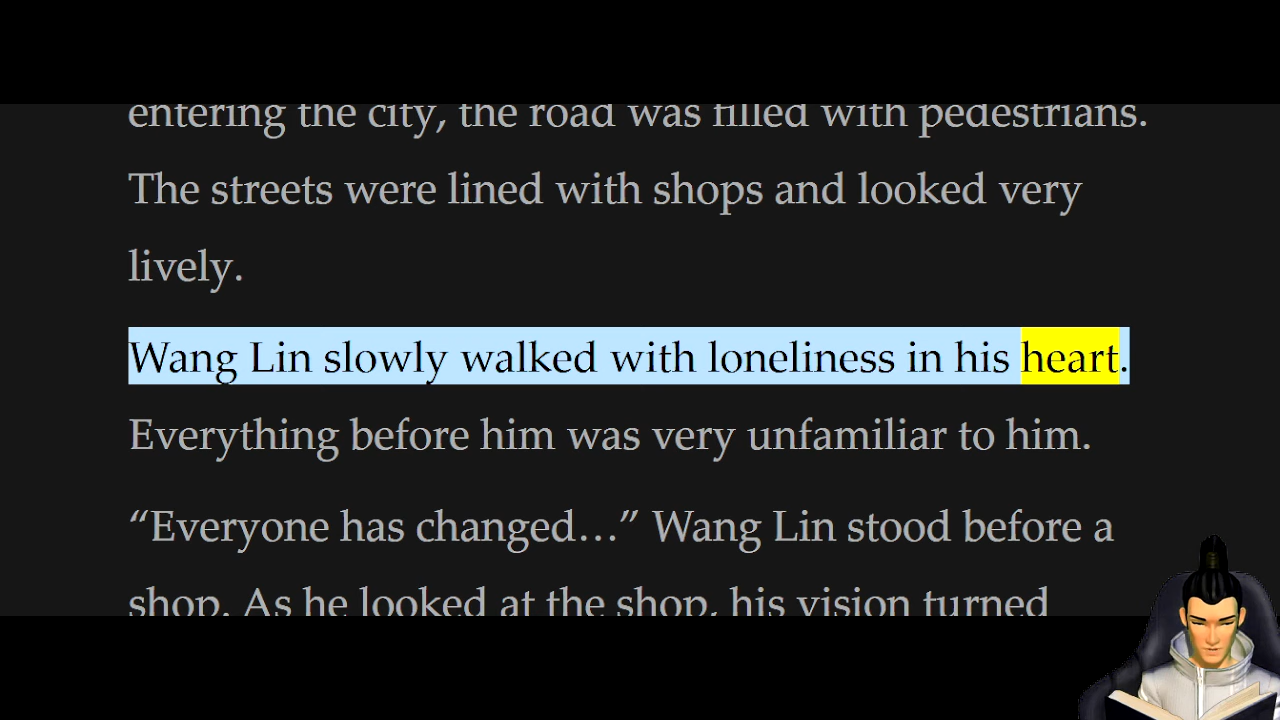 entering the city, the road was filled with pedestrians.
The streets were lined with shops and looked very
lively.
Wang Lin slowly walked with loneliness in his heart.
Everything before him was very unfamiliar to him.
“Everyone has changed…” Wang Lin stood before a
shop. As he looked at the shop, his vision turned